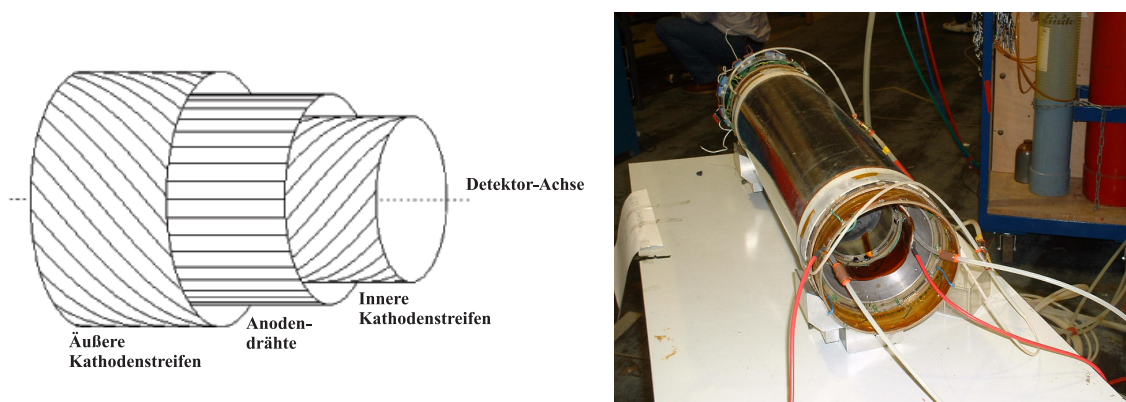 Detektor-Achse
Innere
Kathodenstreifen
Anoden-
drähte
Äußere
Kathodenstreifen